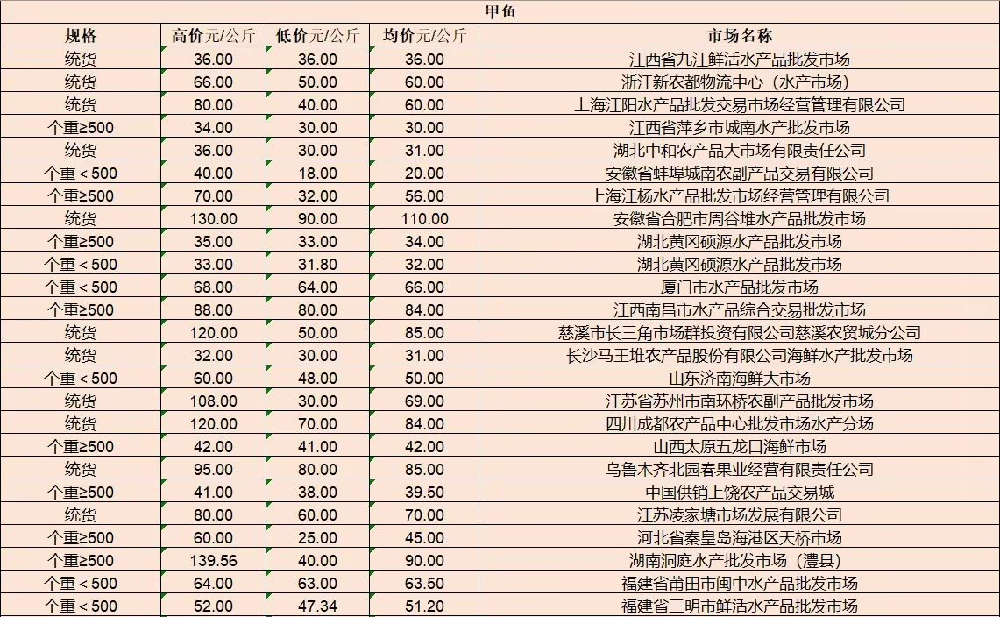 甲鱼
规格 高价元/公斤 低价元/公斤 均价元/公斤 市场名称
统货 36.00 36.00 36.00 江西省九江鲜活水产品批发市场
统货 66.00 50.00 60.00 浙江新农都物流中心（水产市场）
统货 80.00 40.00 60.00 上海江阳水产品批发交易市场经营管理有限公司
个重≥500 34.00 30.00 30.00 江西省萍乡市城南水产批发市场
统货 36.00 30.00 31.00 湖北中和农产品大市场有限责任公司
个重＜500 40.00 18.00 20.00 安徽省蚌埠城南农副产品交易有限公司
个重≥500 70.00 32.00 56.00 上海江杨水产品批发市场经营管理有限公司
统货 130.00 90.00 110.00 安徽省合肥市周谷堆水产品批发市场
个重≥500 35.00 33.00 34.00 湖北黄冈硕源水产品批发市场
个重＜500 33.00 31.80 32.00 湖北黄冈硕源水产品批发市场
个重＜500 68.00 64.00 66.00 厦门市水产品批发市场
个重≥500 88.00 80.00 84.00 江西南昌市水产品综合交易批发市场
统货 120.00 50.00 85.00 慈溪市长三角市场群投资有限公司慈溪农贸城分公司
统货 32.00 30.00 31.00 长沙马王堆农产品股份有限公司海鲜水产批发市场
个重＜500 60.00 48.00 50.00 山东济南海鲜大市场
统货 108.00 30.00 69.00 江苏省苏州市南环桥农副产品批发市场
统货 120.00 70.00 84.00 四川成都农产品中心批发市场水产分场
个重≥500 42.00 41.00 42.00 山西太原五龙口海鲜市场
统货 95.00 80.00 85.00 乌鲁木齐北园春果业经营有限责任公司
个重≥500 41.00 38.00 39.50 中国供销上饶农产品交易城
统货 80.00 60.00 70.00 江苏凌家塘市场发展有限公司
个重≥500 60.00 25.00 45.00 河北省秦皇岛海港区天桥市场
个重≥500 139.56 40.00 90.00 湖南洞庭水产批发市场（澧县）
个重＜500 64.00 63.00 63.50 福建省莆田市闽中水产品批发市场
个重＜500 52.00 47.34 51.20 福建省三明市鲜活水产品批发市场